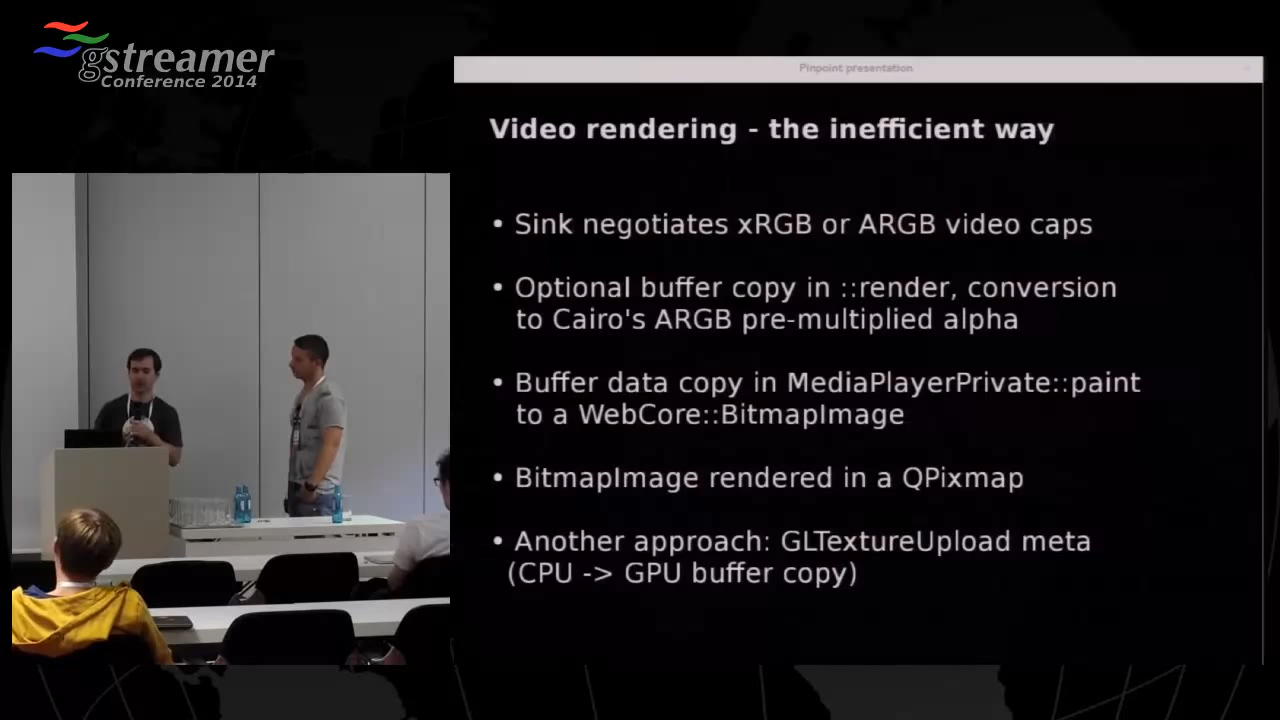 gstreamer
Conference 2014
Pinpoint presentation
Video rendering - the inefficient way
• Sink negotiates xRGB or ARGB video caps
• Optional buffer copy in ::render, conversion
to Cairo's ARGB pre-multiplied alpha
• Buffer data copy in MediaPlayerPrivate::paint
to a WebCore::BitmapImage
• BitmapImage rendered in a QPixmap
• Another approach: GLTextureUpload meta
(CPU -> GPU buffer copy)